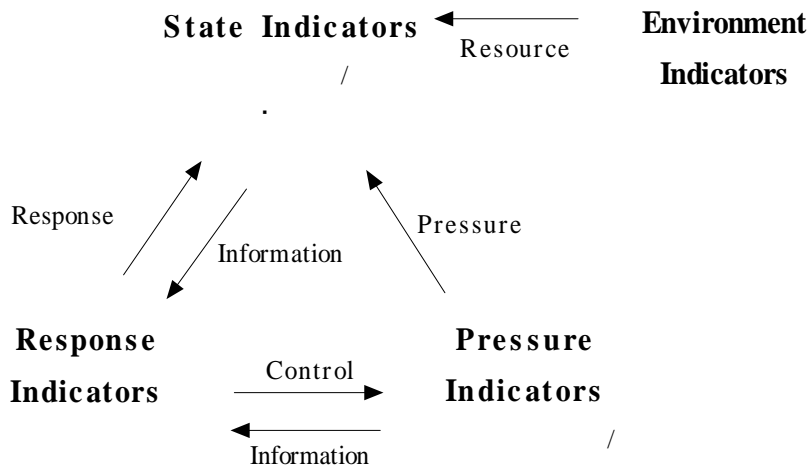 State Indicators
Resource
Environment
Indicators
/
.
Response
Information
Pressure
Response
Indicators
Control
Information
Pressure
Indicators
/